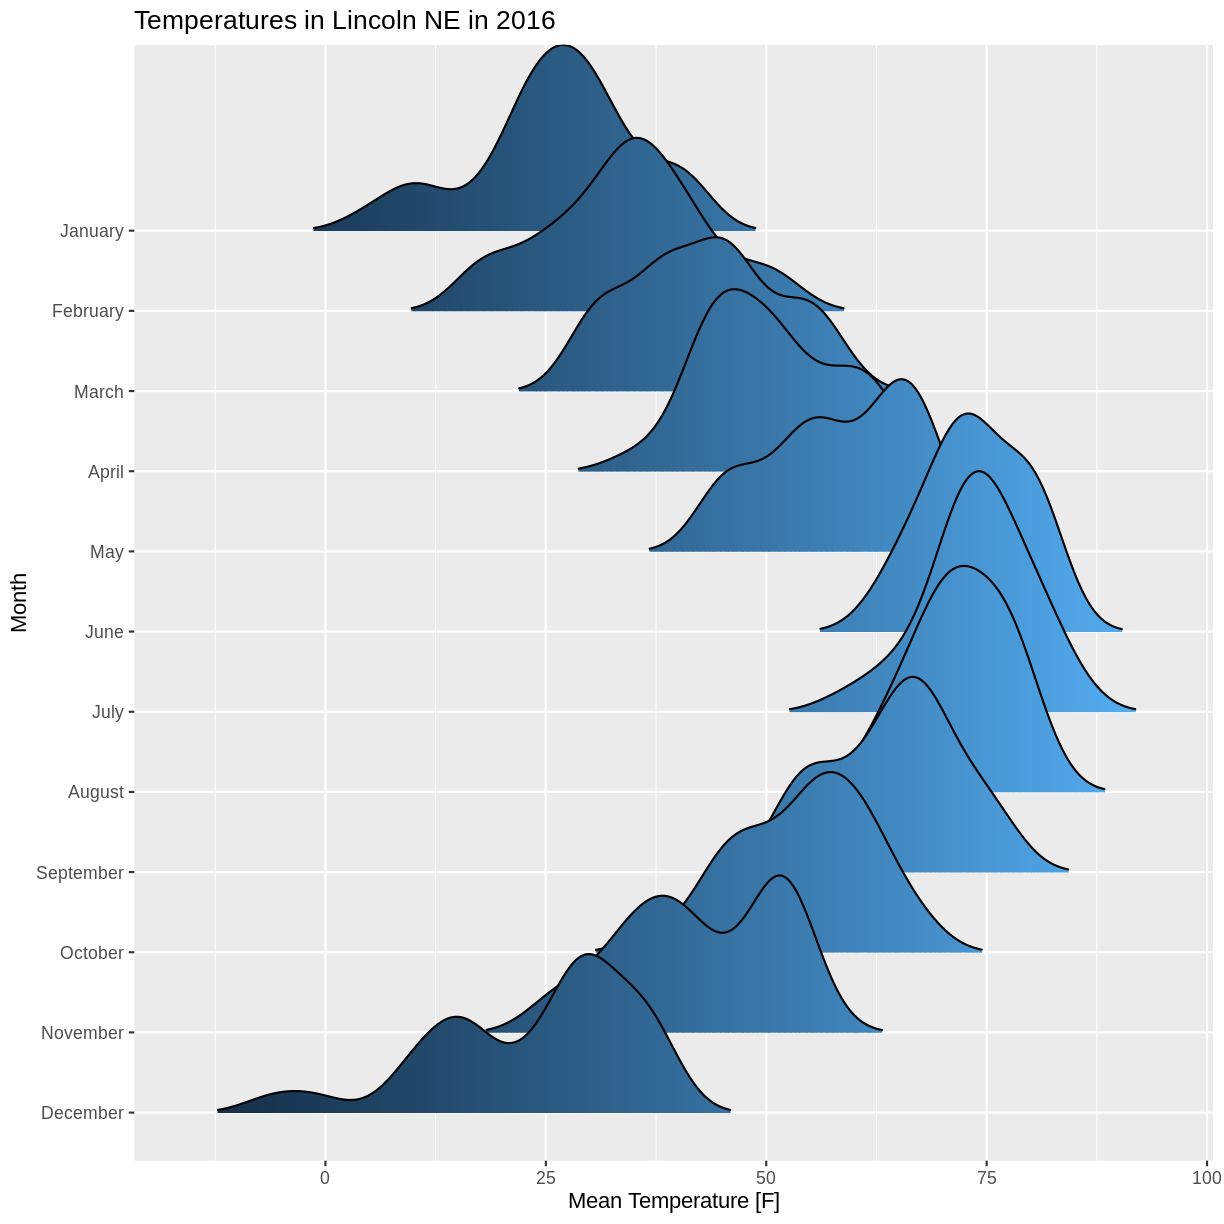 Temperatures in Lincoln NE in 2016
Month
January
February
March
April
May
June
July
August
September
October
November
December
0 25 50 75 100
Mean Temperature [F]